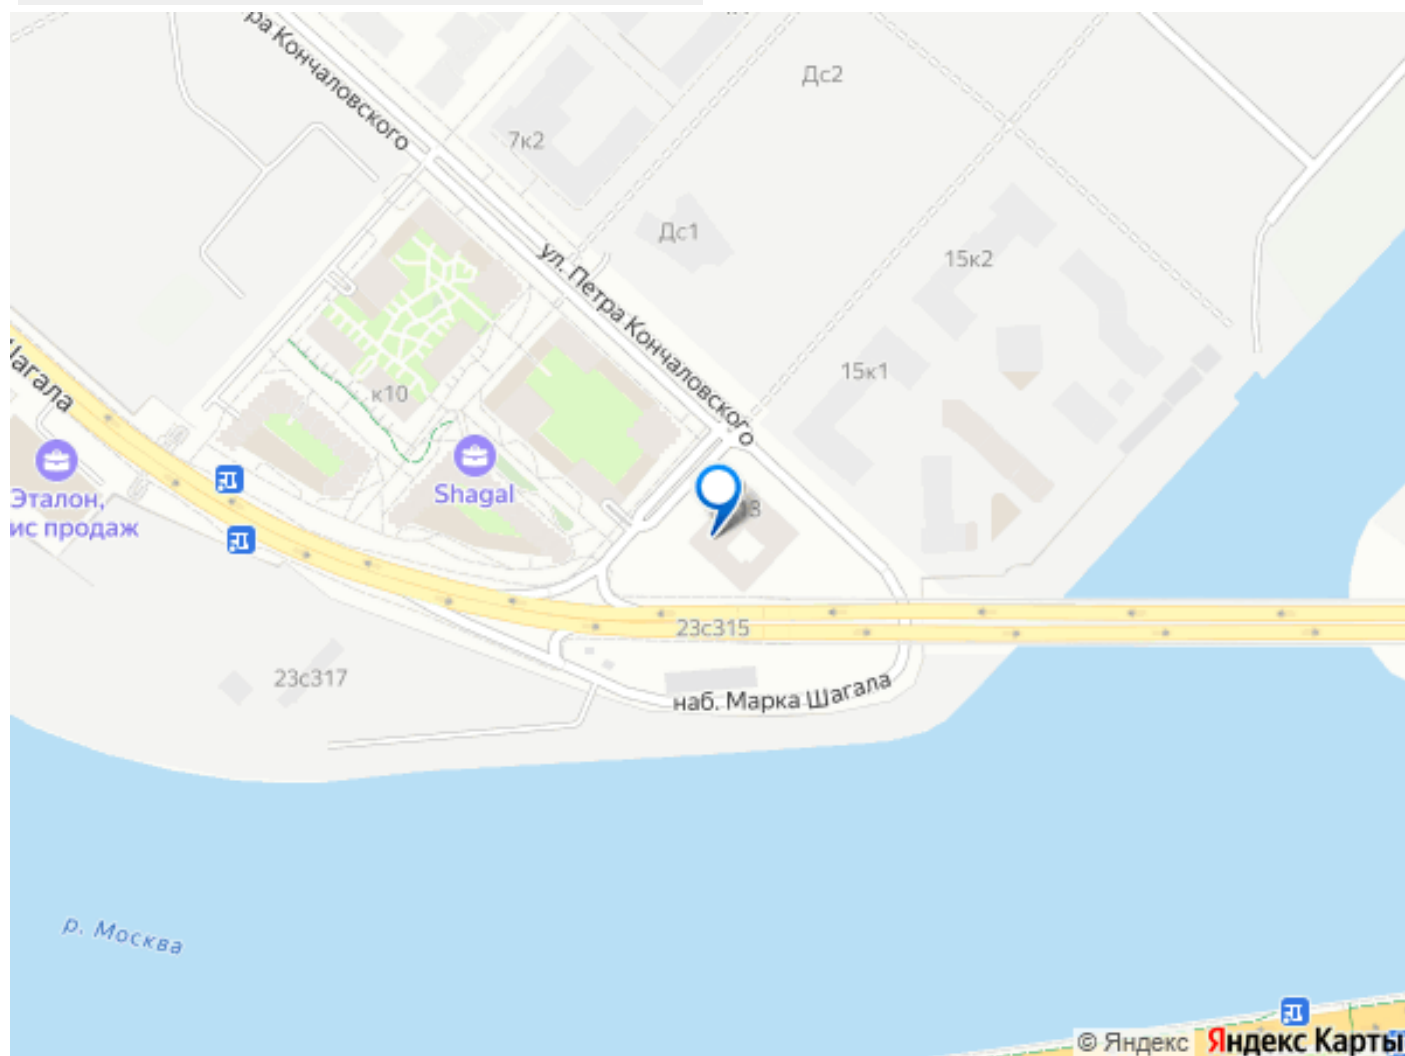 ра Кончаловского
Дс2
7к2
Дс1
15к2
ул. Петра Кончаловского
15к1
Шагала
к10
Shagal
Эталон,
ис продаж
23с315
23с317
наб. Марка Шагала
р. Москва
© Яндекс Яндекс Карты